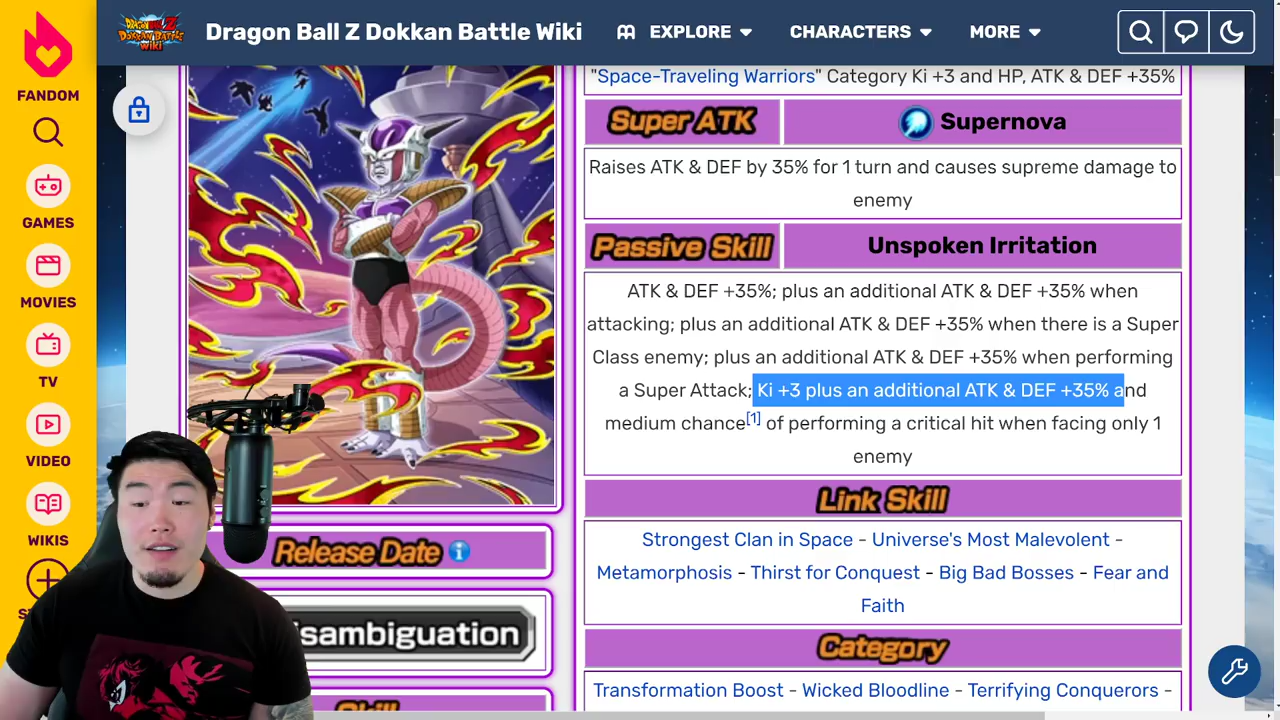 DRAGON BALL Z DOKKAN BATTLE WIKI
Dragon Ball Z Dokkan Battle Wiki
EXPLORE
CHARACTERS
MORE
FANDOM
GAMES
MOVIES
TV
VIDEO
WIKIS
"Space-Traveling Warriors" Category Ki +3 and HP, ATK & DEF +35%
Super ATK
Supernova
Raises ATK & DEF by 35% for 1 turn and causes supreme damage to
enemy
Passive Skill
Unspoken Irritation
ATK & DEF +35%; plus an additional ATK & DEF +35% when
attacking; plus an additional ATK & DEF +35% when there is a Super
Class enemy; plus an additional ATK & DEF +35% when performing
a Super Attack; Ki +3 plus an additional ATK & DEF +35% and
medium chance[1] of performing a critical hit when facing only 1
enemy
Link Skill
Strongest Clan in Space - Universe's Most Malevolent -
Metamorphosis - Thirst for Conquest - Big Bad Bosses - Fear and
Faith
Category
Transformation Boost - Wicked Bloodline - Terrifying Conquerors -
Release Date
isambiguation